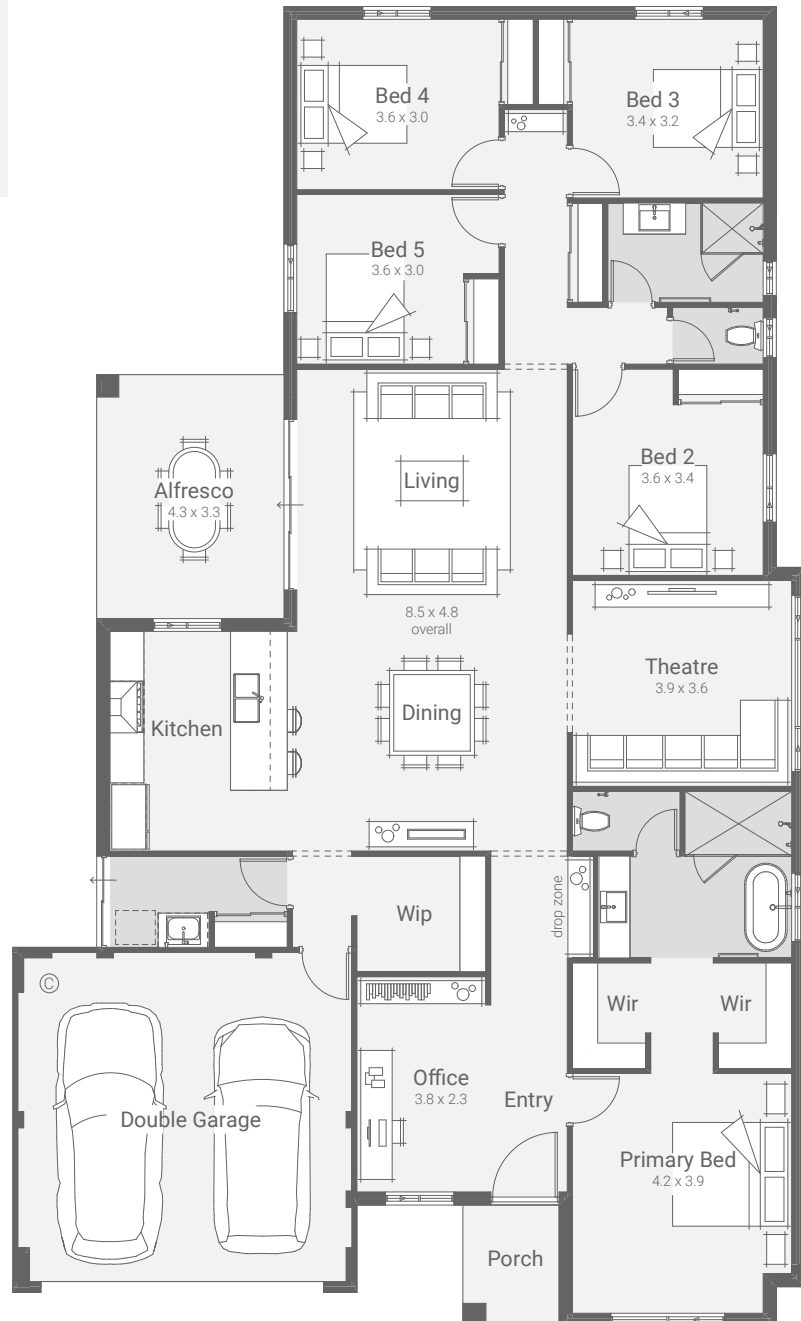 Bed 4
3.6 x 3.0
Bed 3
3.4 x 3.2
Bed 5
3.6 x 3.0
Bed 2
3.6 x 3.4
Living
Alfresco
4.3 x 3.3
8.5 x 4.8
overall
Theatre
3.9 x 3.6
Dining
Kitchen
drop zone
Wip
C
Wir
Wir
Office
3.8 x 2.3
Entry
Double Garage
Primary Bed
4.2 x 3.9
Porch